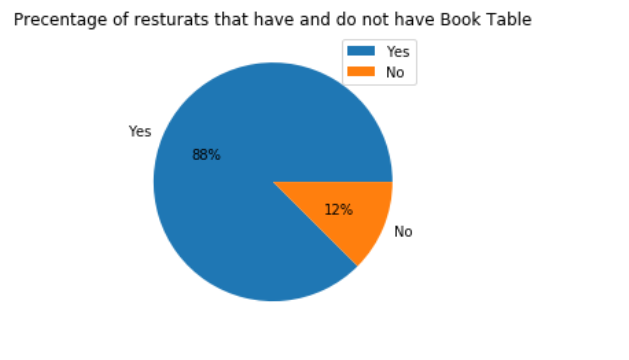 Precentage of resturats that have and do not have Book Table
Yes
No
Yes
88%
12%
No